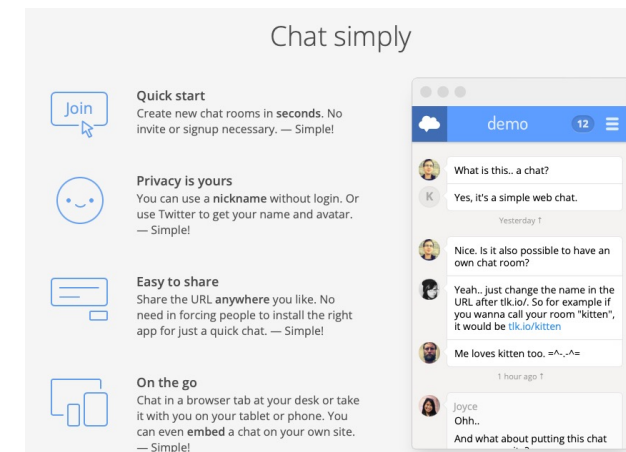 Chat simply
Join
Quick start
Create new chat rooms in seconds. No
invite or signup necessary. — Simple!
Privacy is yours
You can use a nickname without login. Or
use Twitter to get your name and avatar.
— Simple!
Easy to share
Share the URL anywhere you like. No
need in forcing people to install the right
app for just a quick chat. — Simple!
On the go
Chat in a browser tab at your desk or take
it with you on your tablet or phone. You
can even embed a chat on your own site.
— Simple!
demo
12
What is this.. a chat?
K
Yes, it's a simple web chat.
Yesterday ↑
Nice. Is it also possible to have an
own chat room?
Yeah.. just change the name in the
URL after tlk.io/. So for example if
you wanna call your room "kitten",
it would be tlk.io/kitten
Me loves kitten too. =^-.-^=
1 hour ago ↑
Joyce
Ohh..
And what about putting this chat